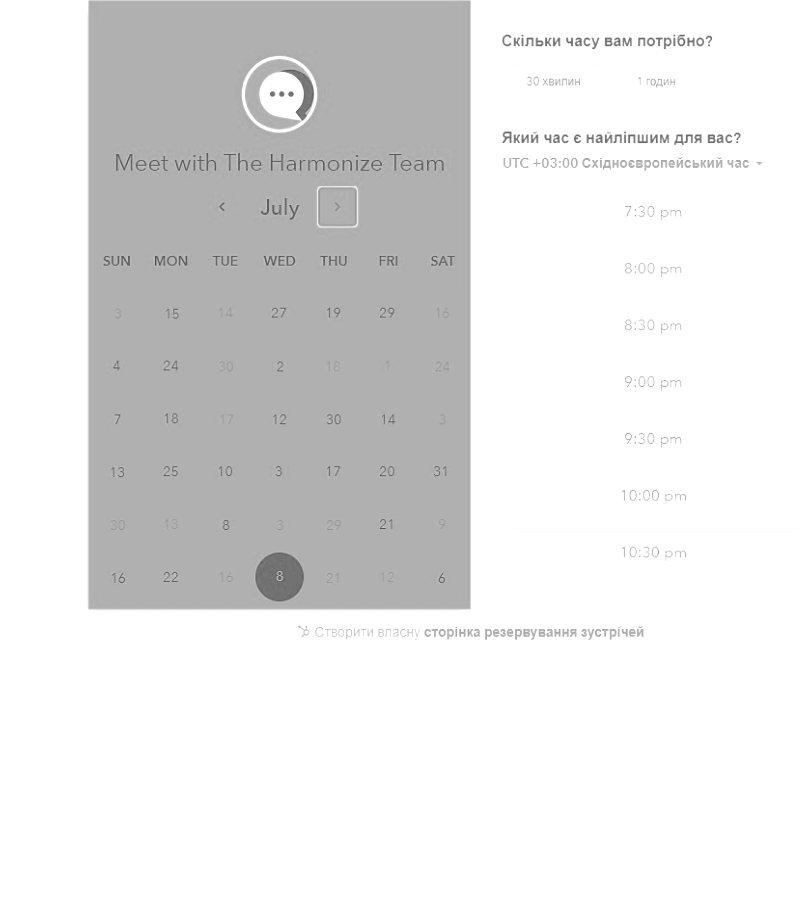 Meet with The Harmonize Team
July
SUN MON TUE WED THU FRI SAT
3 15 14 27 19 29 16
4 24 30 2 18 1 24
7 18 17 12 30 14 3
13 25 10 3 17 20 31
30 13 8 3 29 21 9
16 22 16 8 21 12 6
Скільки часу вам потрібно?
30 хвилин 1 годин
Який час є найліпшим для вас?
UTC +03:00 Східноєвропейський час
7:30 pm
8:00 pm
8:30 pm
9:00 pm
9:30 pm
10:00 pm
10:30 pm
Створити власну сторінка резервування зустрічей